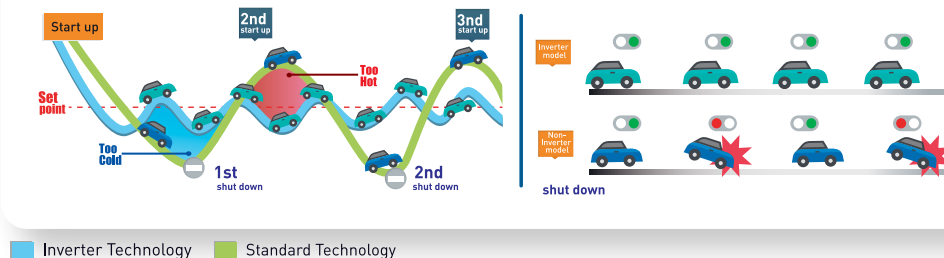 Start up
2nd
start up
3nd
start up
Set
point
Too
Hot
Too
Cold
1st
shut down
2nd
shut down
Inverter
model
Non-
Inverter
model
shut down
Inverter Technology
Standard Technology